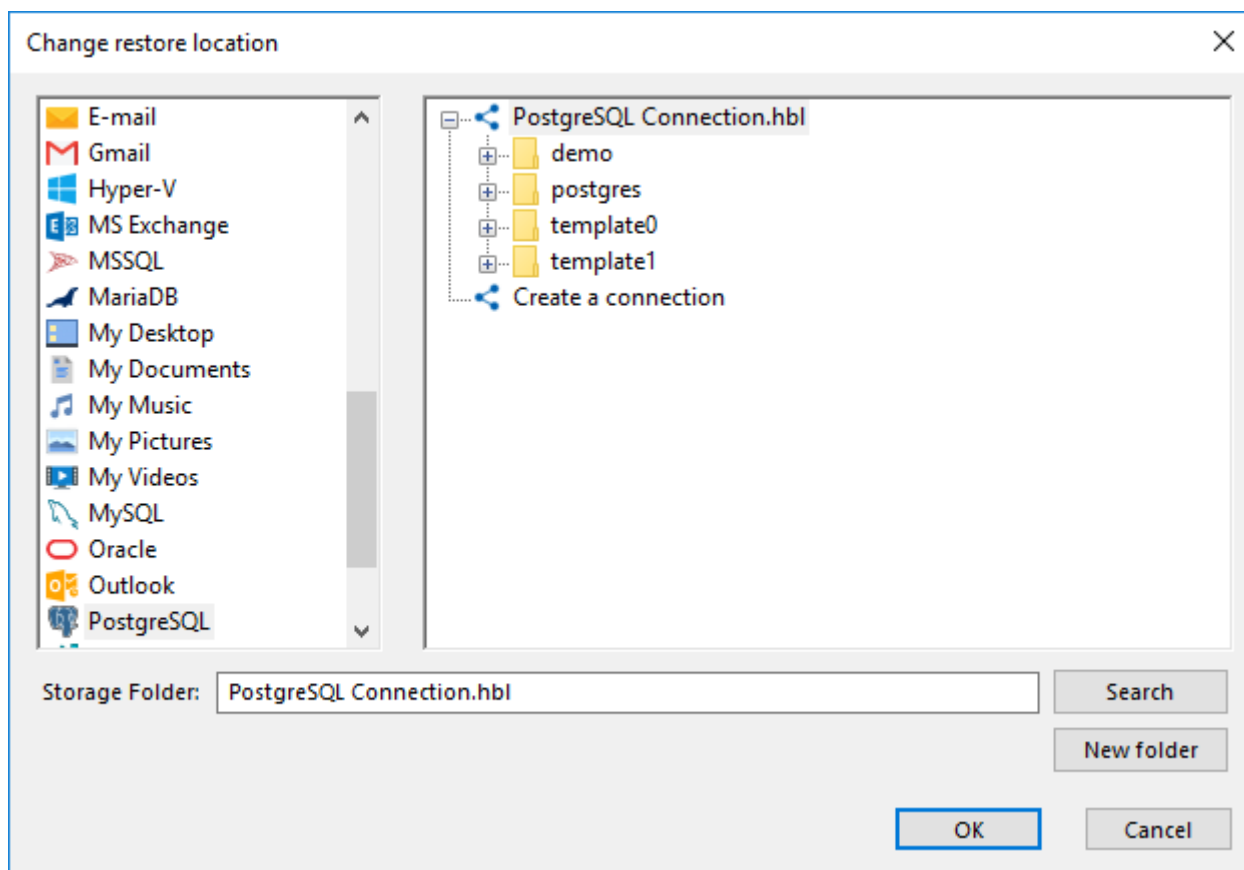 Change restore location
E-mail
Gmail
Hyper-V
MS Exchange
MSSQL
MariaDB
My Desktop
My Documents
My Music
My Pictures
My Videos
MySQL
Oracle
Outlook
PostgreSQL
PostgreSQL Connection.hbl
demo
postgres
template0
template1
Create a connection
Storage Folder: PostgreSQL Connection.hbl
Search
New folder
OK
Cancel